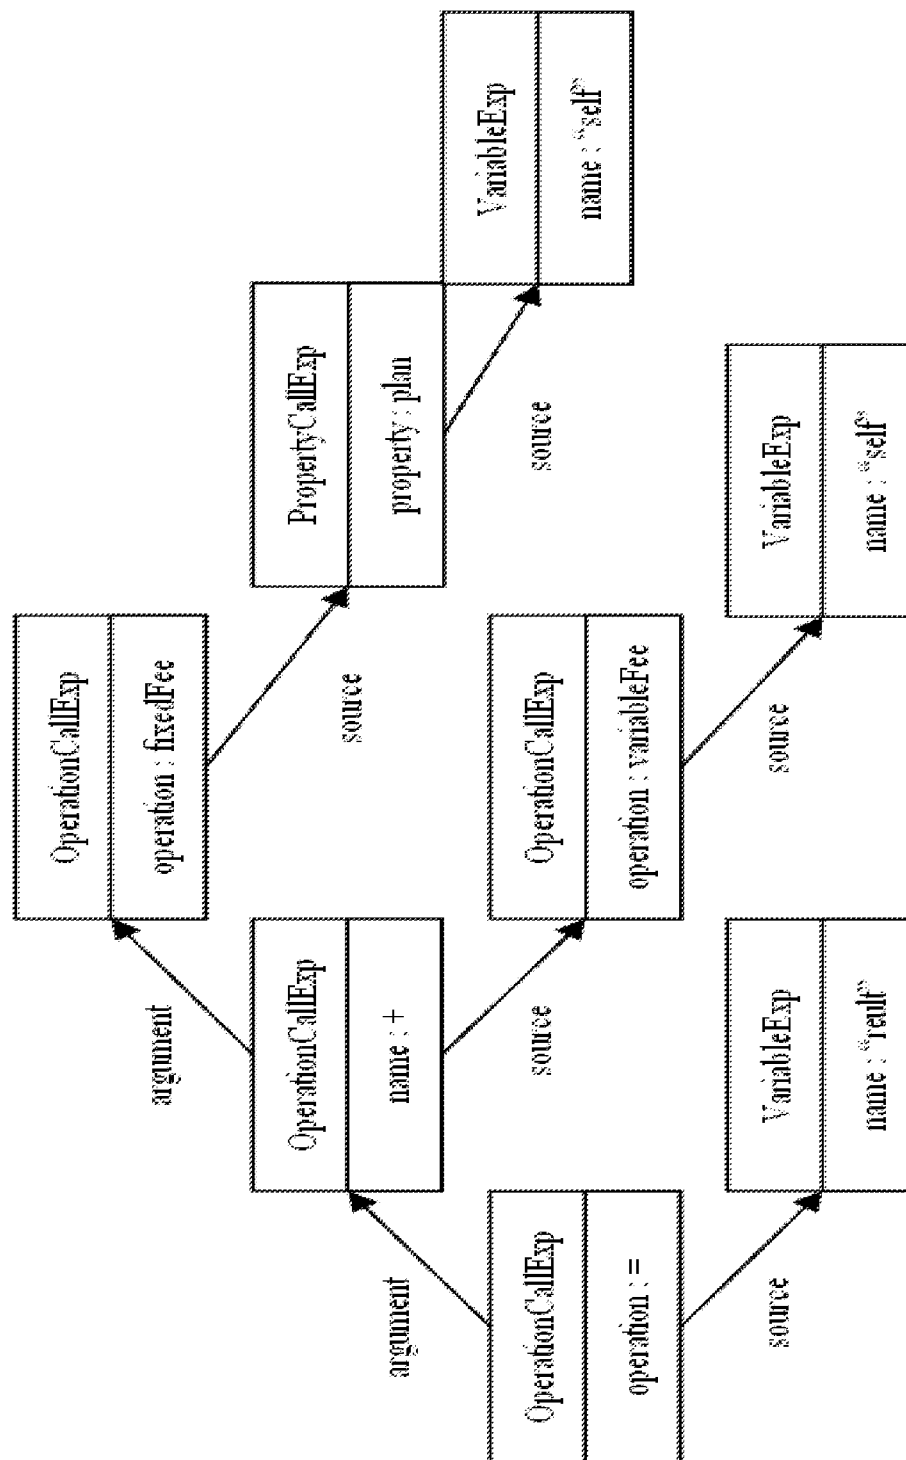 OperationCallExp
operation : =
argument
source
OperationCallExp
name : +
VariableExp
name : “reult”
argument
source
OperationCallExp
operation : fixedFee
OperationCallExp
operation : variableFee
source
source
PropertyCallExp
property : plan
VariableExp
name : “self”
source
VariableExp
name : “self”